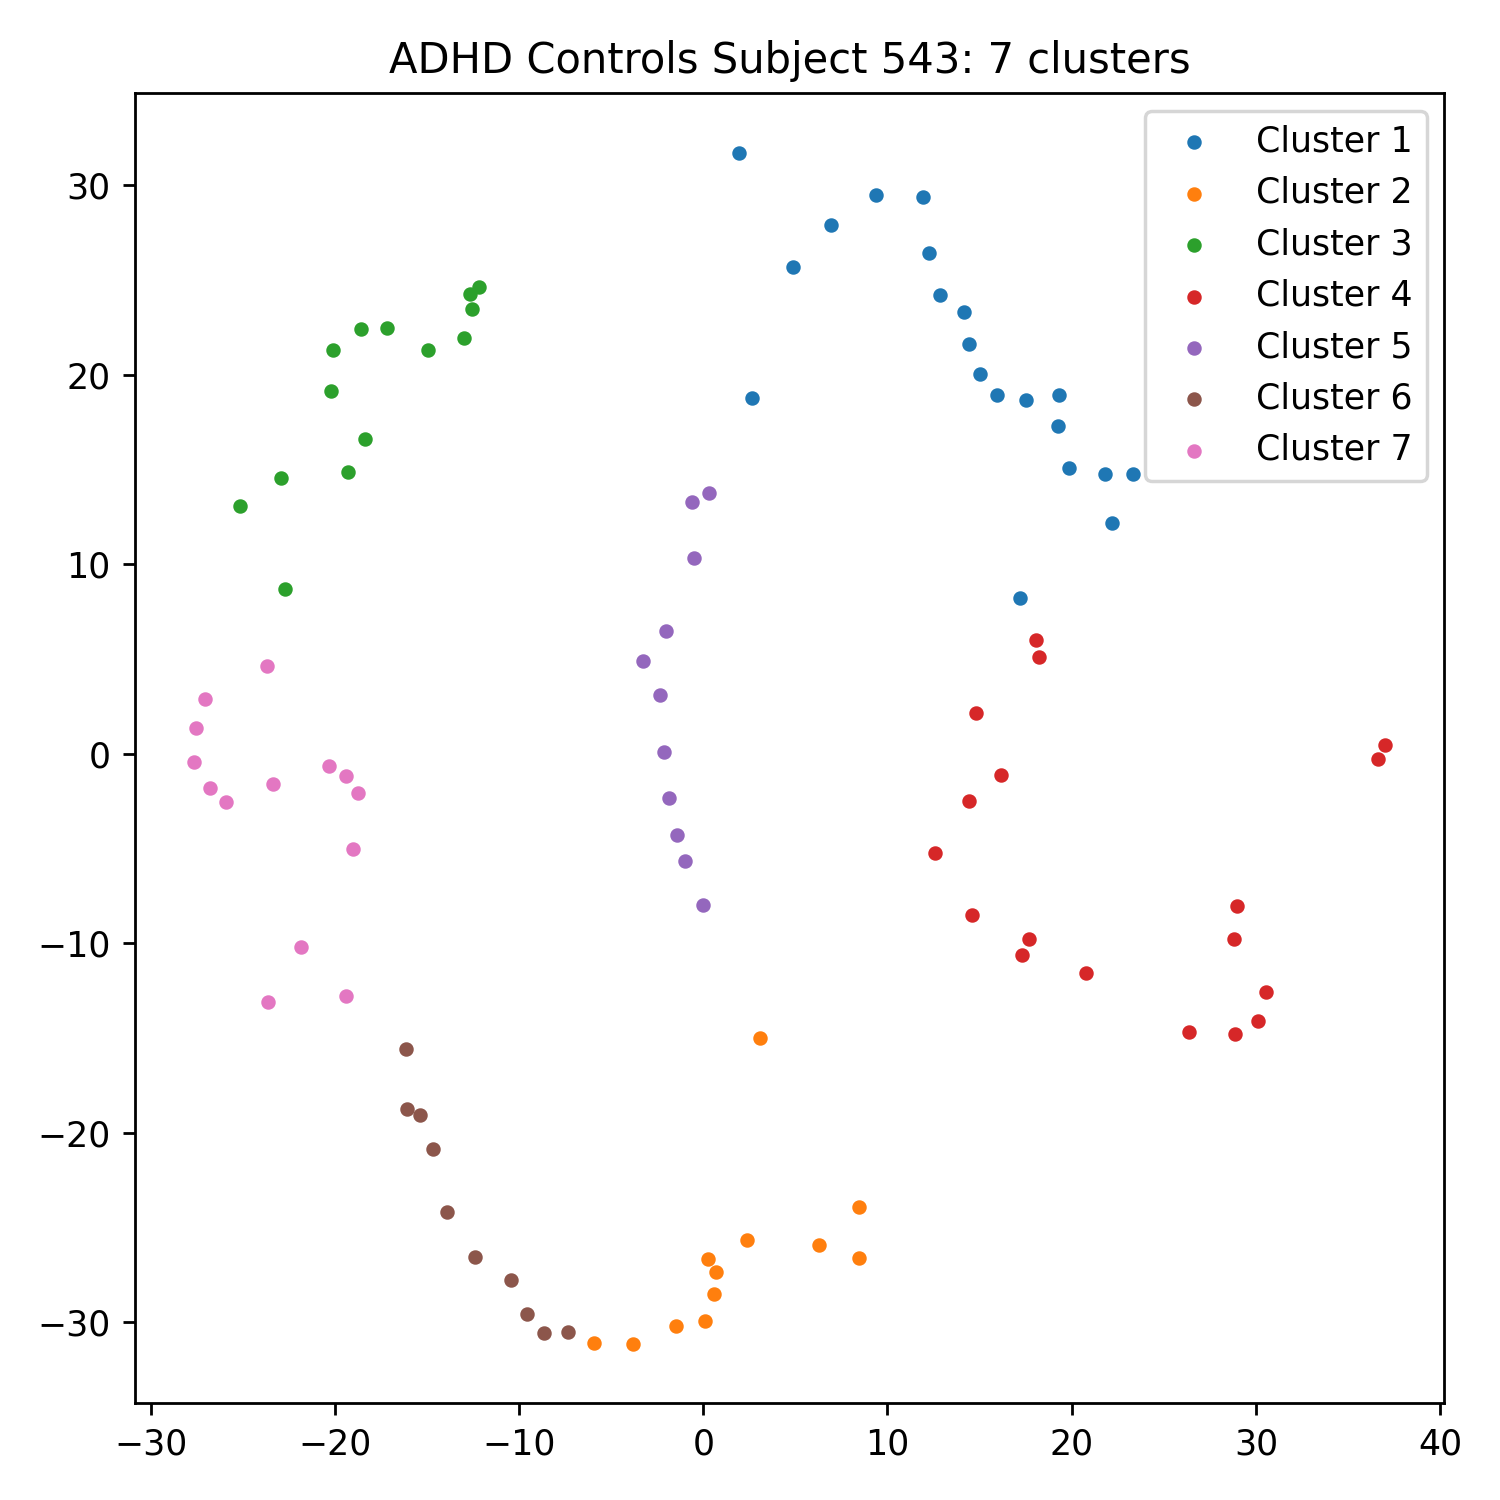 ADHD Controls Subject 543: 7 clusters
Cluster 1
Cluster 2
Cluster 3
Cluster 4
Cluster 5
Cluster 6
Cluster 7
30
20
10
0
−10
−20
−30
−30 −20 −10 0 10 20 30 40